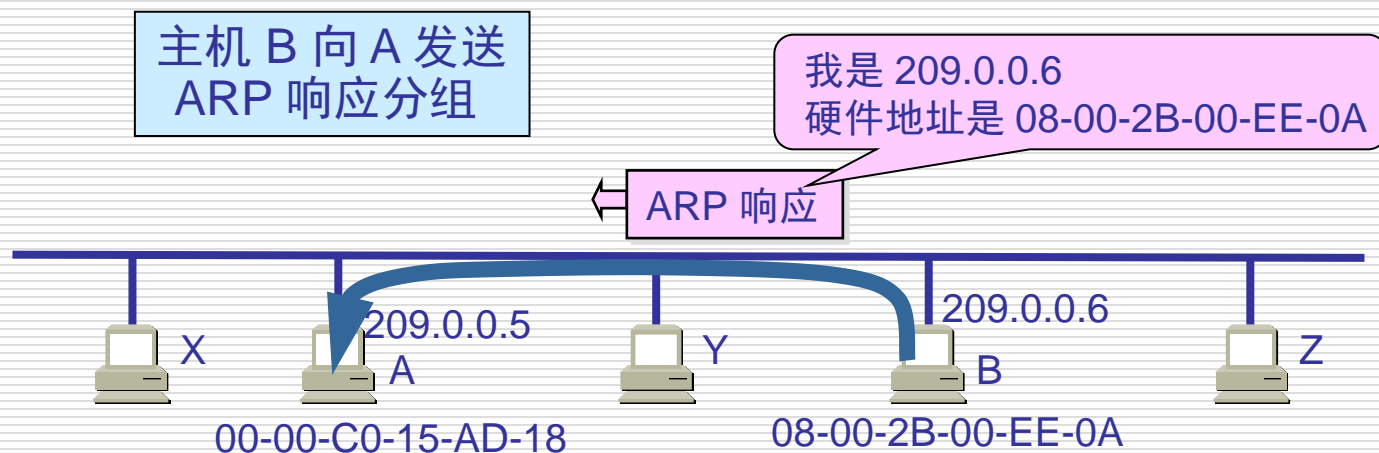 主机 B 向 A 发送
ARP 响应分组
我是 209.0.0.6
硬件地址是 08-00-2B-00-EE-0A
ARP 响应
209.0.0.5
209.0.0.6
X
A
Y
B
Z
00-00-C0-15-AD-18
08-00-2B-00-EE-0A